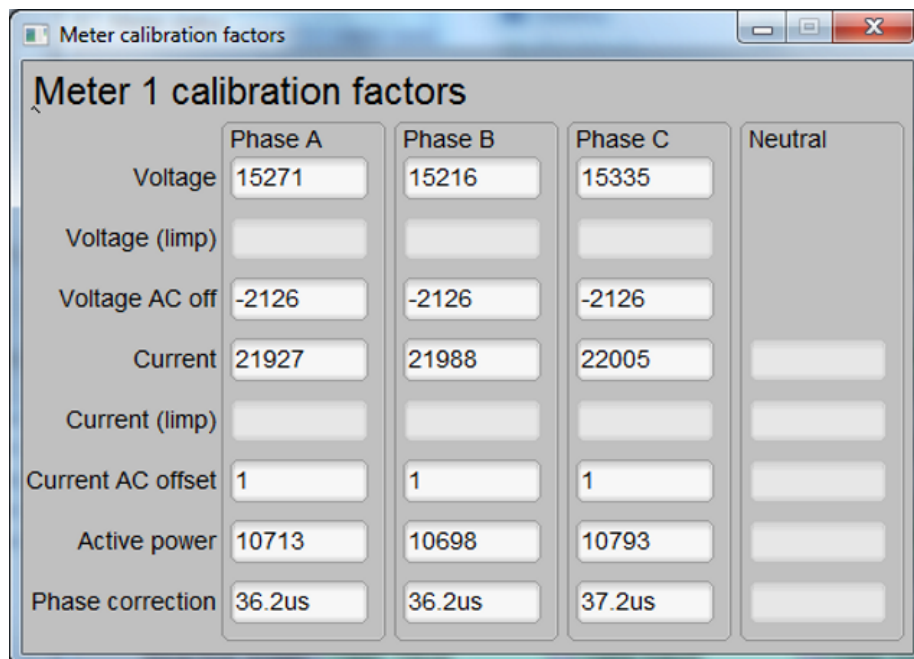 Meter calibration factors
Meter 1 calibration factors
Phase A Phase B Phase C Neutral
Voltage 15271 15216 15335
Voltage (limp)
Voltage AC off -2126 -2126 -2126
Current 21927 21988 22005
Current (limp)
Current AC offset 1 1 1
Active power 10713 10698 10793
Phase correction 36.2us 36.2us 37.2us